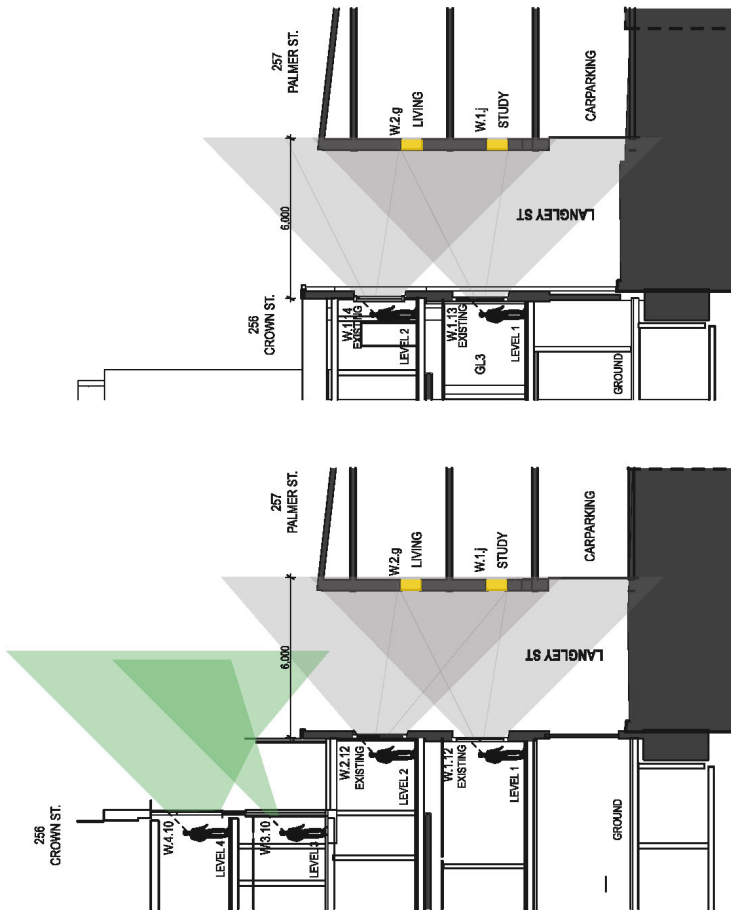 257
PALMER ST.
W.2.g
LIVING
W.1.j
STUDY
CARPARKING
6,000
LANGLEY ST
256
CROWN ST.
W.1.14
EXISTING
LEVEL 2
W.1.13
EXISTING
LEVEL 1
GL3
GROUND
257
PALMER ST.
W.2.g
LIVING
W.1.j
STUDY
CARPARKING
6,000
LANGLEY ST
256
CROWN ST.
W.4.10
LEVEL 4
W.3.10
LEVEL 3
W.2.12
EXISTING
LEVEL 2
W.1.12
EXISTING
LEVEL 1
GROUND